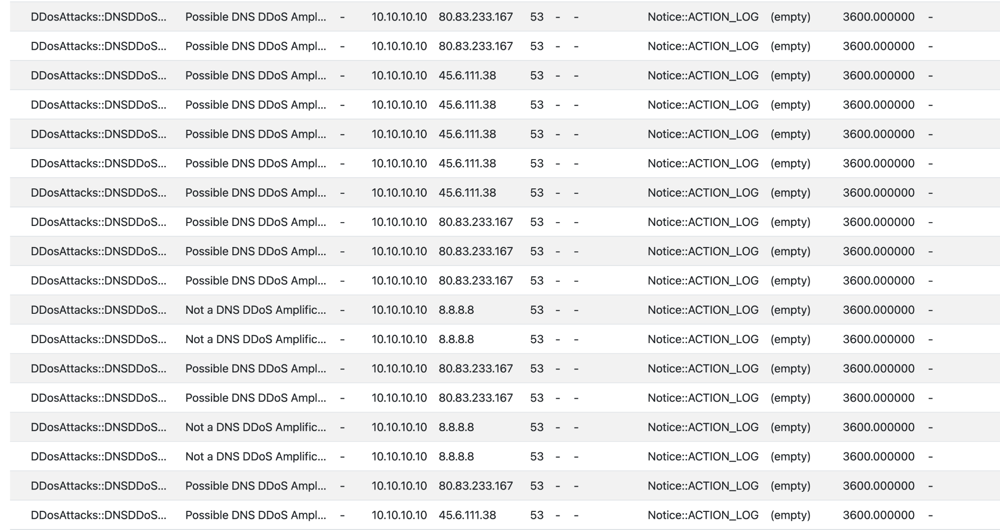 DDosAttacks::DNSDDoS... Possible DNS DDoS Ampl... - 10.10.10.10 80.83.233.167 53 - - Notice::ACTION_LOG (empty) 3600.000000 -
DDosAttacks::DNSDDoS... Possible DNS DDoS Ampl... - 10.10.10.10 80.83.233.167 53 - - Notice::ACTION_LOG (empty) 3600.000000 -
DDosAttacks::DNSDDoS... Possible DNS DDoS Ampl... - 10.10.10.10 45.6.111.38 53 - - Notice::ACTION_LOG (empty) 3600.000000 -
DDosAttacks::DNSDDoS... Possible DNS DDoS Ampl... - 10.10.10.10 45.6.111.38 53 - - Notice::ACTION_LOG (empty) 3600.000000 -
DDosAttacks::DNSDDoS... Possible DNS DDoS Ampl... - 10.10.10.10 45.6.111.38 53 - - Notice::ACTION_LOG (empty) 3600.000000 -
DDosAttacks::DNSDDoS... Possible DNS DDoS Ampl... - 10.10.10.10 45.6.111.38 53 - - Notice::ACTION_LOG (empty) 3600.000000 -
DDosAttacks::DNSDDoS... Possible DNS DDoS Ampl... - 10.10.10.10 45.6.111.38 53 - - Notice::ACTION_LOG (empty) 3600.000000 -
DDosAttacks::DNSDDoS... Possible DNS DDoS Ampl... - 10.10.10.10 80.83.233.167 53 - - Notice::ACTION_LOG (empty) 3600.000000 -
DDosAttacks::DNSDDoS... Possible DNS DDoS Ampl... - 10.10.10.10 80.83.233.167 53 - - Notice::ACTION_LOG (empty) 3600.000000 -
DDosAttacks::DNSDDoS... Possible DNS DDoS Ampl... - 10.10.10.10 80.83.233.167 53 - - Notice::ACTION_LOG (empty) 3600.000000 -
DDosAttacks::DNSDDoS... Not a DNS DDoS Amplific... - 10.10.10.10 8.8.8.8 53 - - Notice::ACTION_LOG (empty) 3600.000000 -
DDosAttacks::DNSDDoS... Not a DNS DDoS Amplific... - 10.10.10.10 8.8.8.8 53 - - Notice::ACTION_LOG (empty) 3600.000000 -
DDosAttacks::DNSDDoS... Possible DNS DDoS Ampl... - 10.10.10.10 80.83.233.167 53 - - Notice::ACTION_LOG (empty) 3600.000000 -
DDosAttacks::DNSDDoS... Possible DNS DDoS Ampl... - 10.10.10.10 80.83.233.167 53 - - Notice::ACTION_LOG (empty) 3600.000000 -
DDosAttacks::DNSDDoS... Not a DNS DDoS Amplific... - 10.10.10.10 8.8.8.8 53 - - Notice::ACTION_LOG (empty) 3600.000000 -
DDosAttacks::DNSDDoS... Not a DNS DDoS Amplific... - 10.10.10.10 8.8.8.8 53 - - Notice::ACTION_LOG (empty) 3600.000000 -
DDosAttacks::DNSDDoS... Possible DNS DDoS Ampl... - 10.10.10.10 80.83.233.167 53 - - Notice::ACTION_LOG (empty) 3600.000000 -
DDosAttacks::DNSDDoS... Possible DNS DDoS Ampl... - 10.10.10.10 45.6.111.38 53 - - Notice::ACTION_LOG (empty) 3600.000000 -